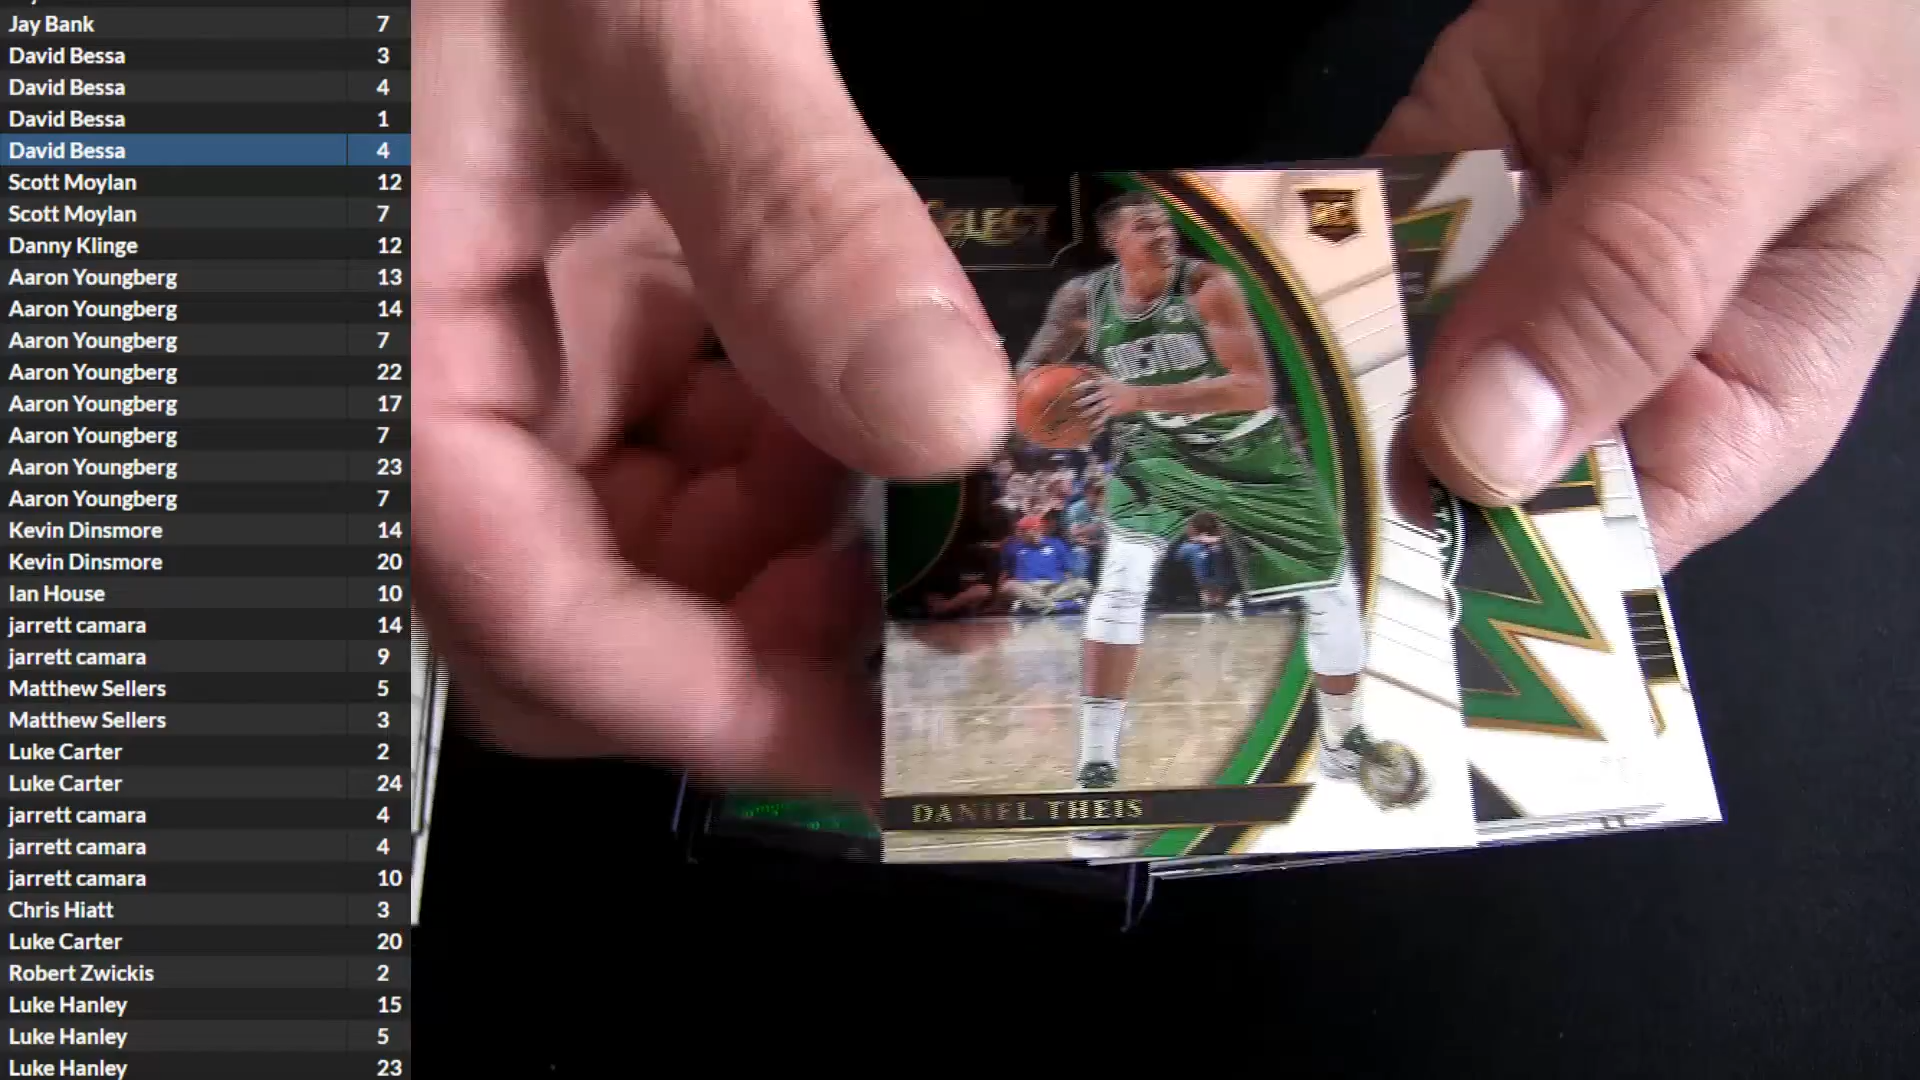 Jay Bank 7
David Bessa 3
David Bessa 4
David Bessa 1
David Bessa 4
Scott Moylan 12
Scott Moylan 7
Danny Klinge 12
Aaron Youngberg 13
Aaron Youngberg 14
Aaron Youngberg 7
Aaron Youngberg 22
Aaron Youngberg 17
Aaron Youngberg 7
Aaron Youngberg 23
Aaron Youngberg 7
Kevin Dinsmore 14
Kevin Dinsmore 20
Ian House 10
jarrett camara 14
jarrett camara 9
Matthew Sellers 5
Matthew Sellers 3
Luke Carter 2
Luke Carter 24
jarrett camara 4
jarrett camara 4
jarrett camara 10
Chris Hiatt 3
Luke Carter 20
Robert Zwickis 2
Luke Hanley 15
Luke Hanley 5
Luke Hanley 23
SELECT
RC
DANIEL THEIS